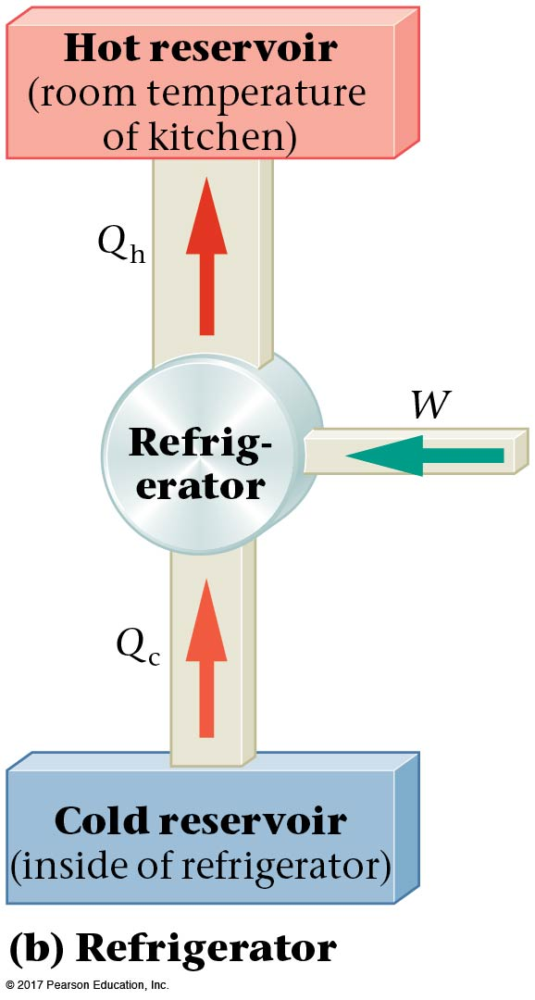 Hot reservoir
(room temperature
of kitchen)
Qh
W
Refrig-
erator
Qc
Cold reservoir
(inside of refrigerator)
(b) Refrigerator
© 2017 Pearson Education, Inc.